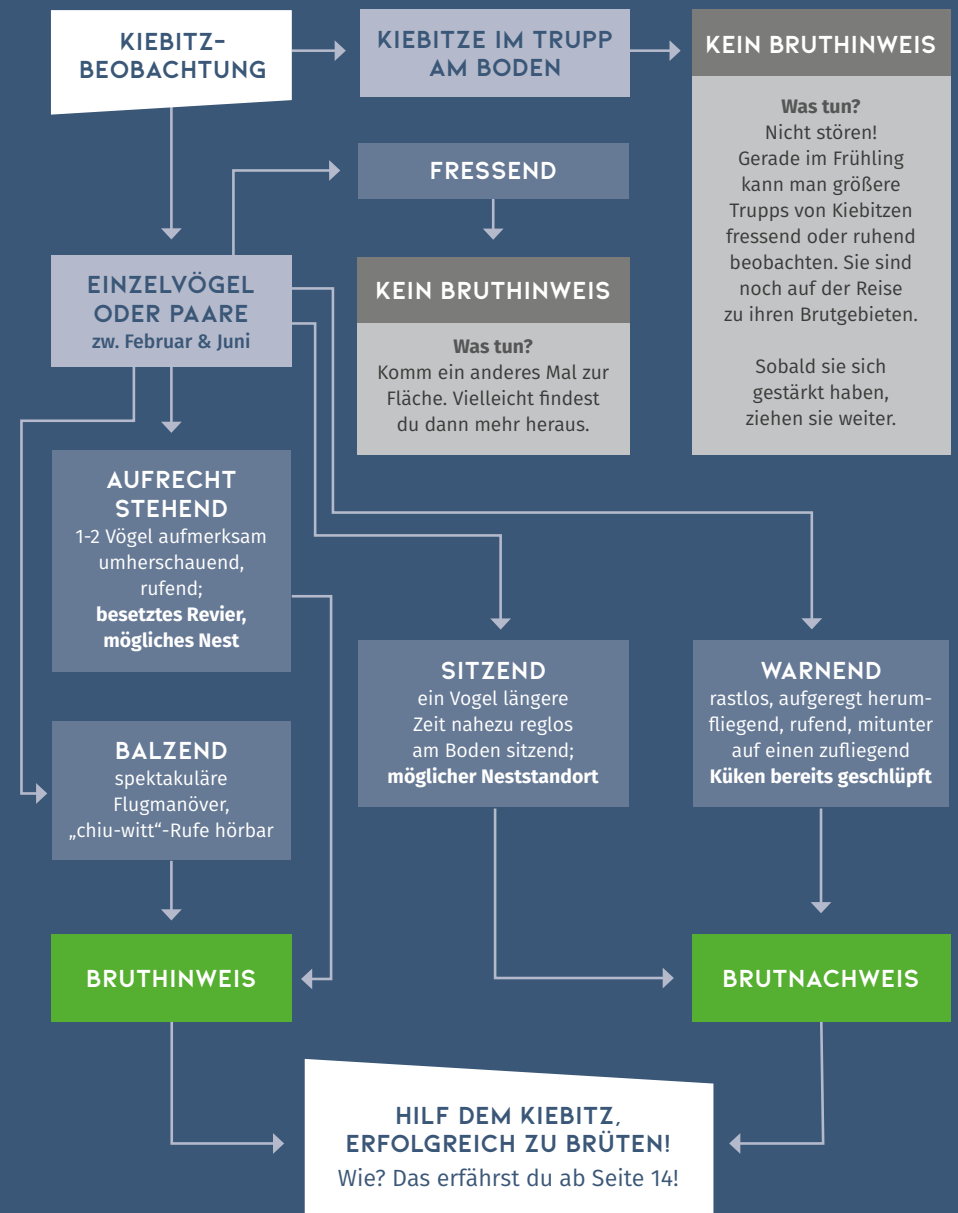 KIEBITZ-
BEOBACHTUNG
KIEBITZE IM TRUPP
AM BODEN
KEIN BRUTHINWEIS
Was tun?
Nicht stören!
Gerade im Frühling
kann man größere
Trupps von Kiebitzen
fressend oder ruhend
beobachten. Sie sind
noch auf der Reise
zu ihren Brutgebieten.
Sobald sie sich
gestärkt haben,
ziehen sie weiter.
FRESSEND
KEIN BRUTHINWEIS
Was tun?
Komm ein anderes Mal zur
Fläche. Vielleicht findest
du dann mehr heraus.
EINZELVÖGEL
ODER PAARE
zw. Februar & Juni
AUFRECHT
STEHEND
1-2 Vögel aufmerksam
umherschauend,
rufend;
besetztes Revier,
mögliches Nest
SITZEND
ein Vogel längere
Zeit nahezu reglos
am Boden sitzend;
möglicher Neststandort
WARNEND
rastlos, aufgeregt herum-
fliegend, rufend, mitunter
auf einen zufliegend
Küken bereits geschlüpft
BALZEND
spektakuläre
Flugmanöver,
„chiu-witt“-Rufe hörbar
BRUTHINWEIS
BRUTNACHWEIS
HILF DEM KIEBITZ,
ERFOLGREICH ZU BRÜTEN!
Wie? Das erfährst du ab Seite 14!